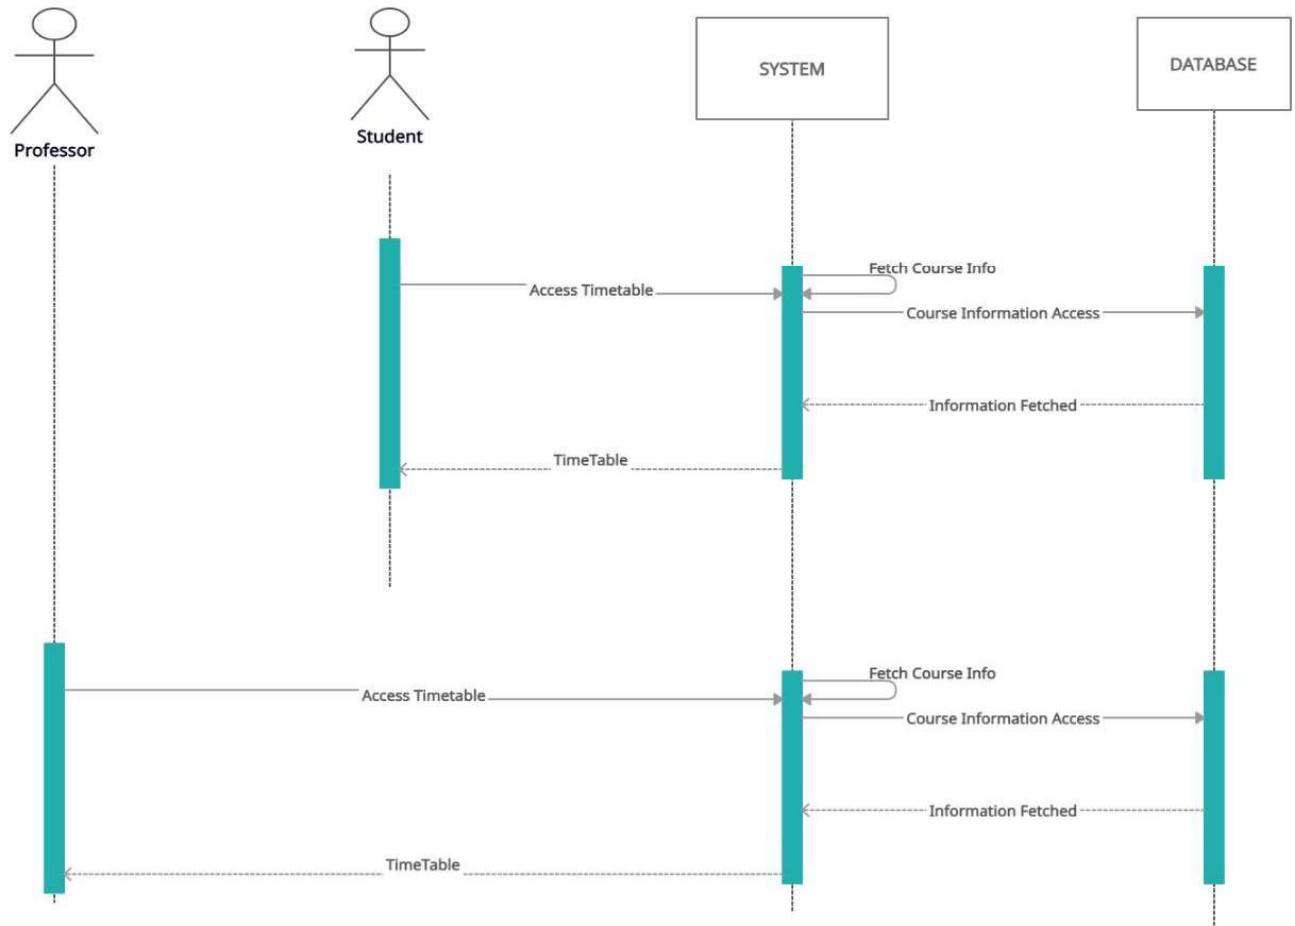 SYSTEM
DATABASE
Student
Professor
Fetch Course Info
Access Timetable
Course Information Access
Information Fetched
TimeTable
Fetch Course Info
Access Timetable
Course Information Access
Information Fetched
TimeTable